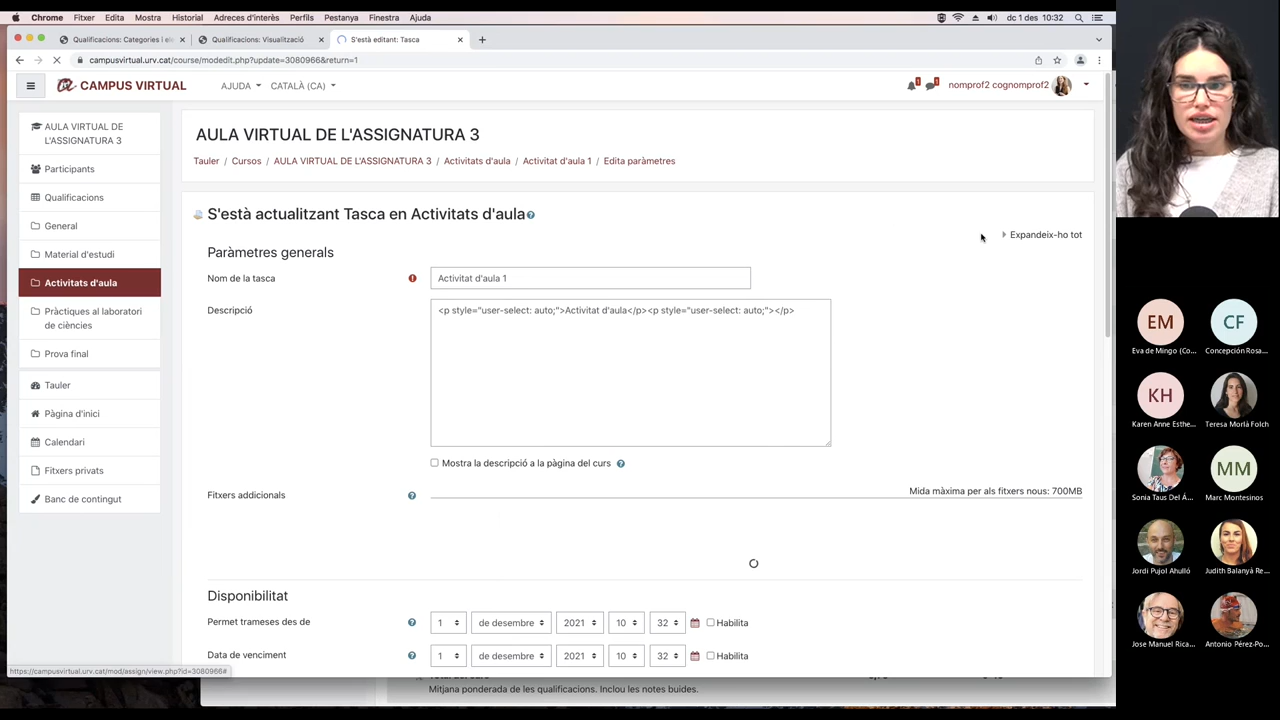 Chrome Fitxer Edita Mostra Historial Adreces d'interès Perfils Pestanya Finestra Ajuda dc 1 des 10:32
Qualificacions: Categories i ele
Qualificacions: Visualització
S'està editant: Tasca
campusvirtual.urv.cat/course/modedit.php?update=3080966&return=1
CAMPUS VIRTUAL AJUDA CATALÀ (CA) nomprof2 cognomprof2
AULA VIRTUAL DE L'ASSIGNATURA 3
Participants
Qualificacions
General
Material d'estudi
Activitats d'aula
Pràctiques al laboratori de ciències
Prova final
Tauler
Pàgina d'inici
Calendari
Fitxers privats
Banc de contingut
AULA VIRTUAL DE L'ASSIGNATURA 3
Tauler / Cursos / AULA VIRTUAL DE L'ASSIGNATURA 3 / Activitats d'aula / Activitat d'aula 1 / Edita paràmetres
S'està actualitzant Tasca en Activitats d'aula
Expandeix-ho tot
Paràmetres generals
Nom de la tasca Activitat d'aula 1
Descripció <p style="user-select: auto;">Activitat d'aula</p><p style="user-select: auto;"></p>
Mostra la descripció a la pàgina del curs
Fitxers addicionals Mida màxima per als fitxers nous: 700MB
Disponibilitat
Permet trameses des de 1 de desembre 2021 10 32 Habilita
Data de venciment 1 de desembre 2021 10 32 Habilita
https://campusvirtual.urv.cat/mod/assign/view.php?id=3080966#
Mitjana ponderada de les qualificacions. Inclou les notes buides.
EM CF
Eva de Mingo (Co... Concepción Rosa...
KH
Karen Anne Esthe... Teresa Morlà Folch
MM
Sonia Taus Del Á... Marc Montesinos
Jordi Pujol Ahulló Judith Balanyà Re...
Jose Manuel Rica... Antonio Pérez-Po...